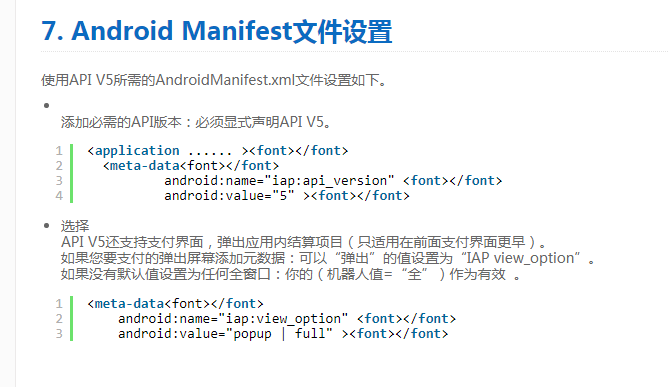 7. Android Manifest文件设置
使用API V5所需的AndroidManifest.xml文件设置如下。
添加必需的API版本：必须显式声明API V5。
1 <application ...... ><font></font>
2 <meta-data<font></font>
3 android:name="iap:api_version" <font></font>
4 android:value="5" ><font></font>
选择
API V5还支持支付界面，弹出应用内结算项目（只适用在前面支付界面更早）。
如果您要支付的弹出屏幕添加元数据：可以“弹出”的值设置为“IAP view_option”。
如果没有默认值设置为任何全窗口：你的（机器人值=“全”）作为有效 。
1 <meta-data<font></font>
2 android:name="iap:view_option" <font></font>
3 android:value="popup | full" ><font></font>